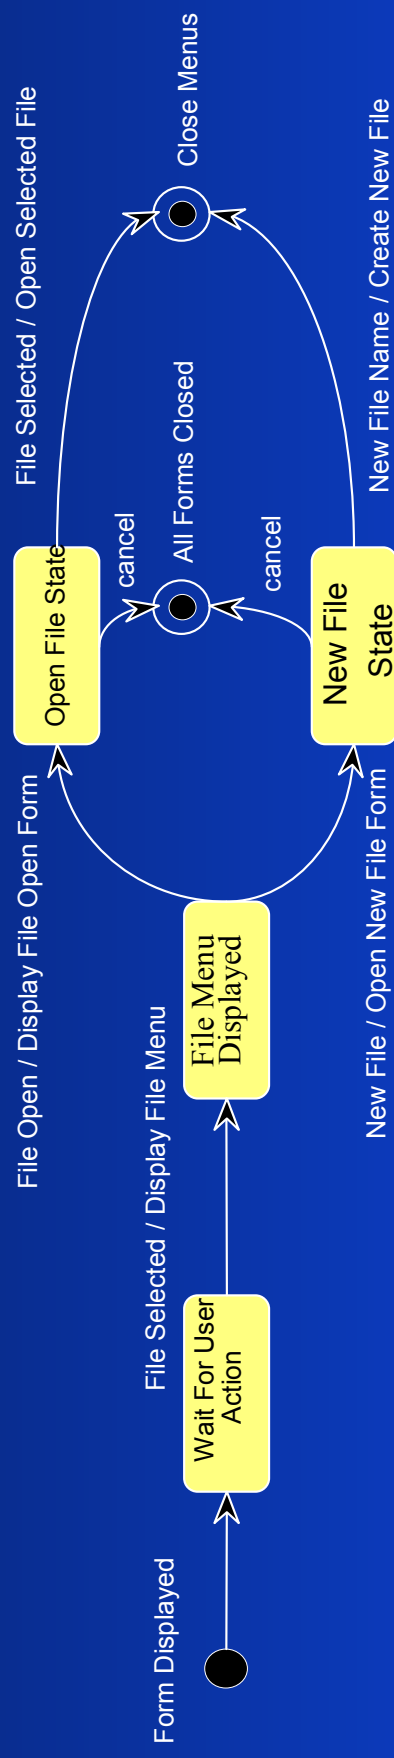 Form Displayed
Wait For User
Action
File Selected / Display File Menu
File Menu
Displayed
File Open / Display File Open Form
Open File State
File Selected / Open Selected File
cancel
All Forms Closed
Close Menus
cancel
New File
State
New File / Open New File Form
New File Name / Create New File